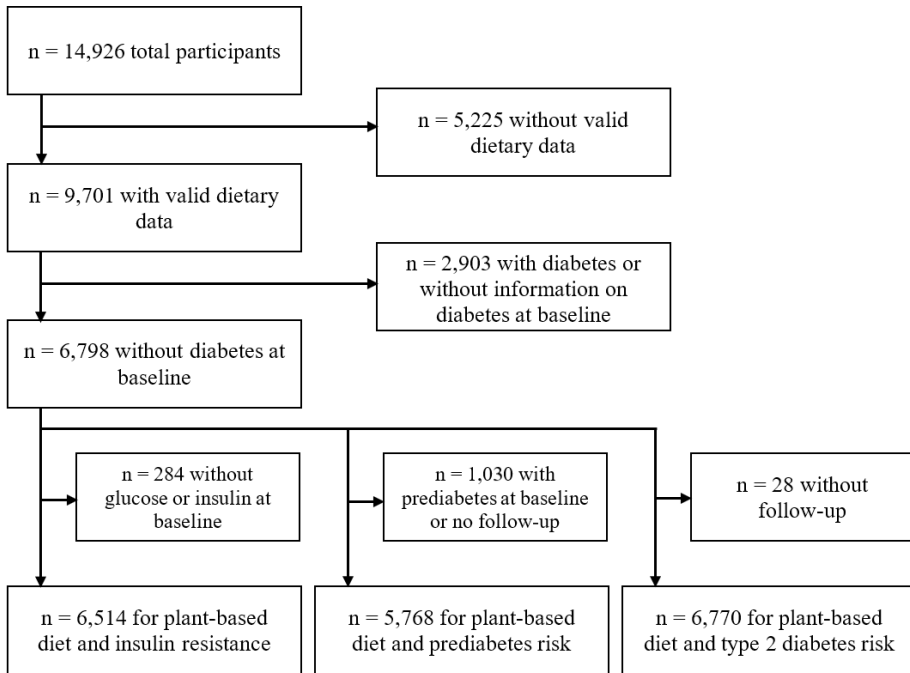 n = 14,926 total participants
n = 5,225 without valid
dietary data
n = 9,701 with valid dietary
data
n = 2,903 with diabetes or
without information on
diabetes at baseline
n = 6,798 without diabetes at
baseline
n = 284 without
glucose or insulin at
baseline
n = 1,030 with
prediabetes at baseline
or no follow-up
n = 28 without
follow-up
n = 6,514 for plant-based
diet and insulin resistance
n = 5,768 for plant-based
diet and prediabetes risk
n = 6,770 for plant-based
diet and type 2 diabetes risk